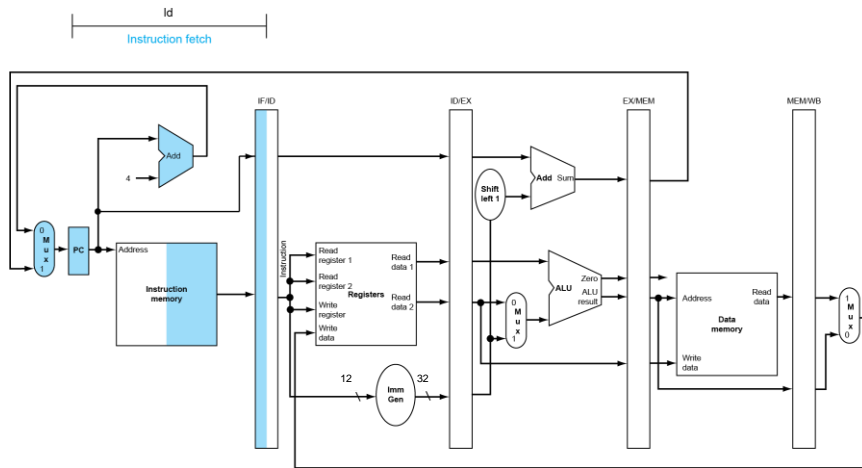 ld
Instruction fetch
IF/ID
ID/EX
EX/MEM
MEM/WB
Add
4
Shift
left 1
Add Sum
0
M
u
x
1
PC
Address
Instruction
memory
Instruction
Read
register 1
Read
register 2
Write
register
Write
data
Registers
Read
data 1
Read
data 2
0
M
u
x
1
Zero
ALU
ALU
result
Address
Read
data
Data
memory
Write
data
1
M
u
x
0
12
Imm
Gen
32